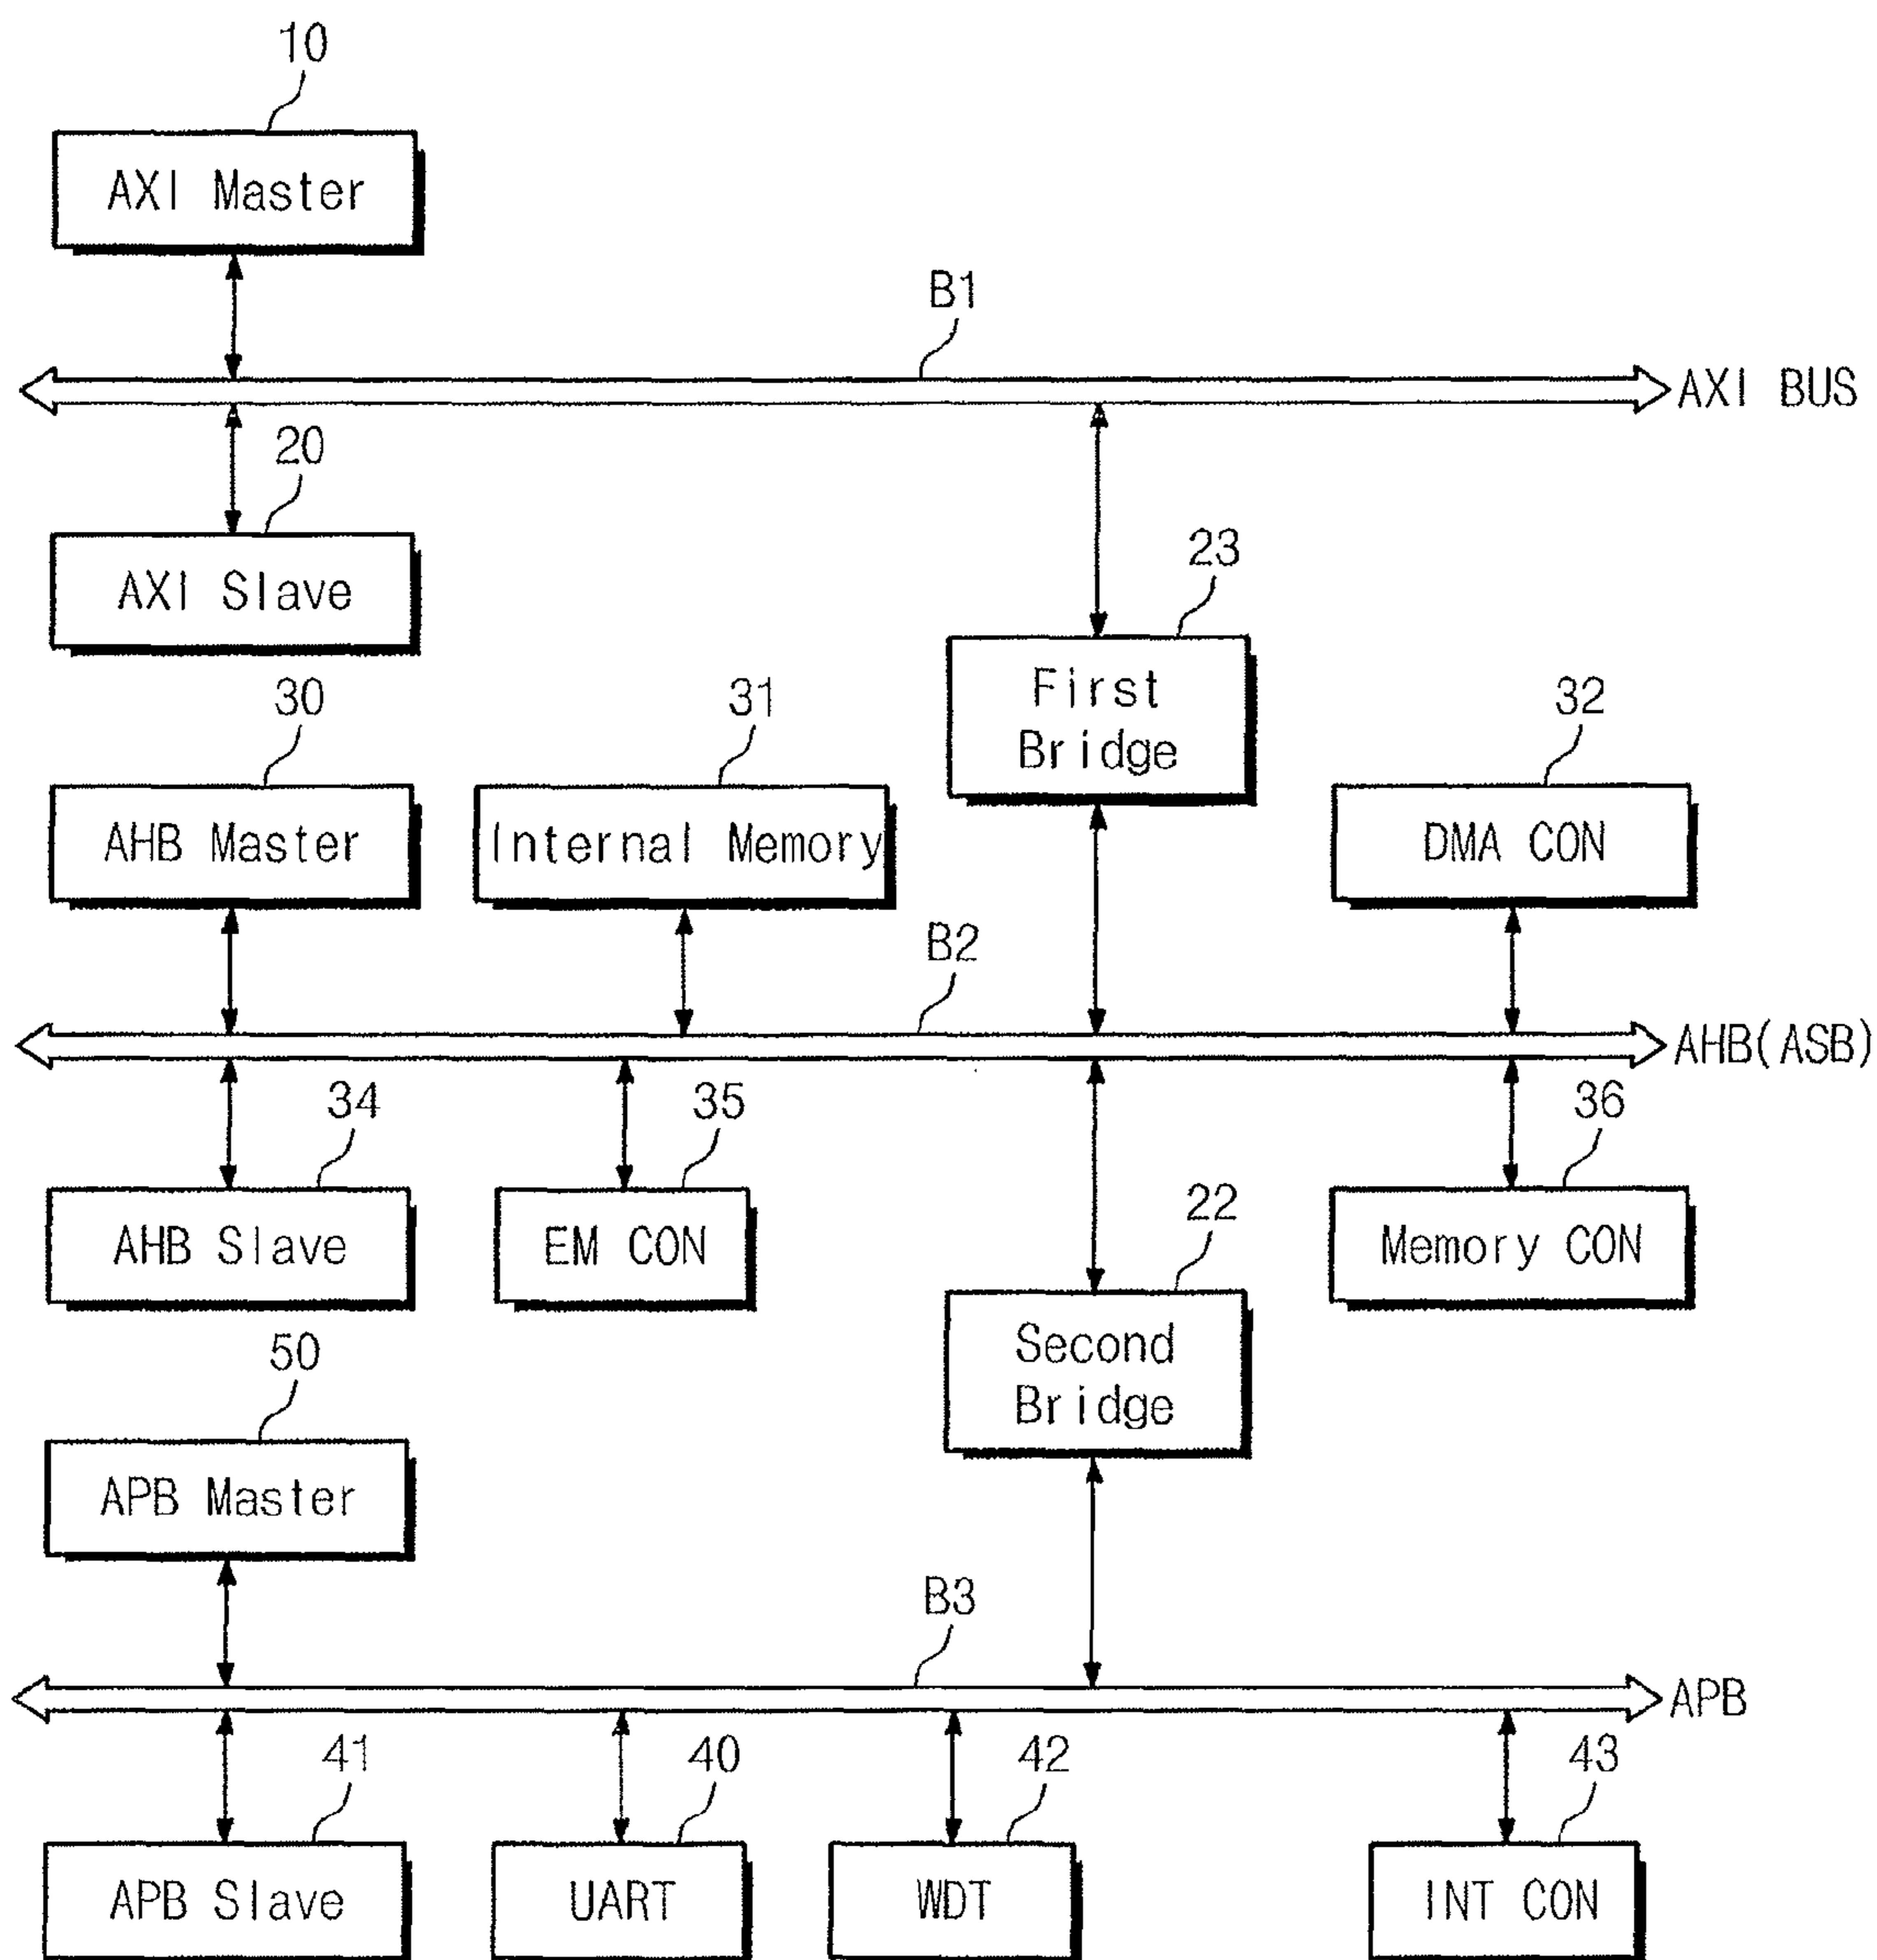 10
AXI Master
B1
AXI BUS
20
AXI Slave
23
First
Bridge
30
AHB Master
31
Internal Memory
32
DMA CON
B2
AHB(ASB)
34
AHB Slave
35
EM CON
36
Memory CON
22
Second
Bridge
50
APB Master
B3
APB
41
APB Slave
40
UART
42
WDT
43
INT CON